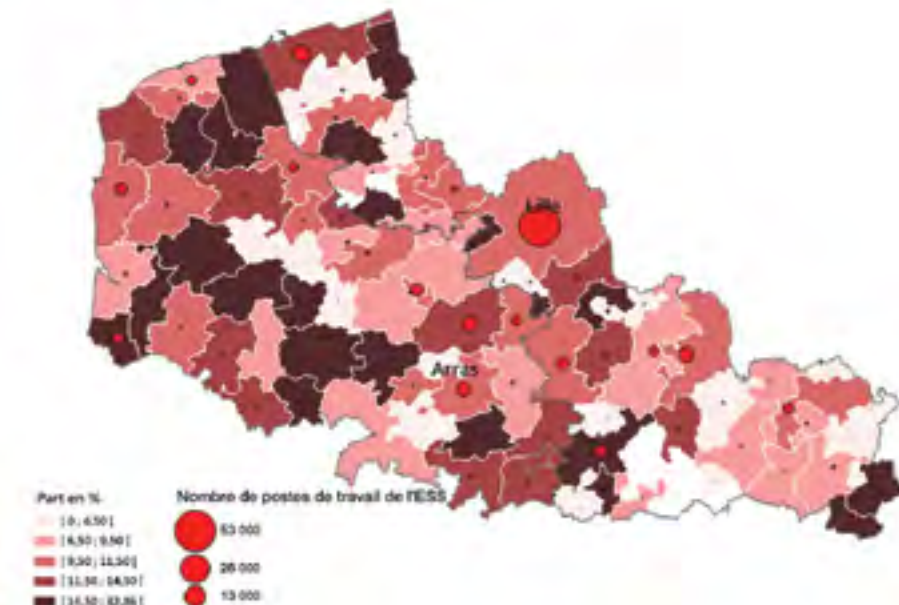 Lille
Arras
Part en %
[ 0 ; 6,50 [
[ 6,50 ; 9,50 [
[ 9,50 ; 11,50 [
[ 11,50 ; 14,50 [
Nombre de postes de travail de l'ESS
53 000
26 000
13 000